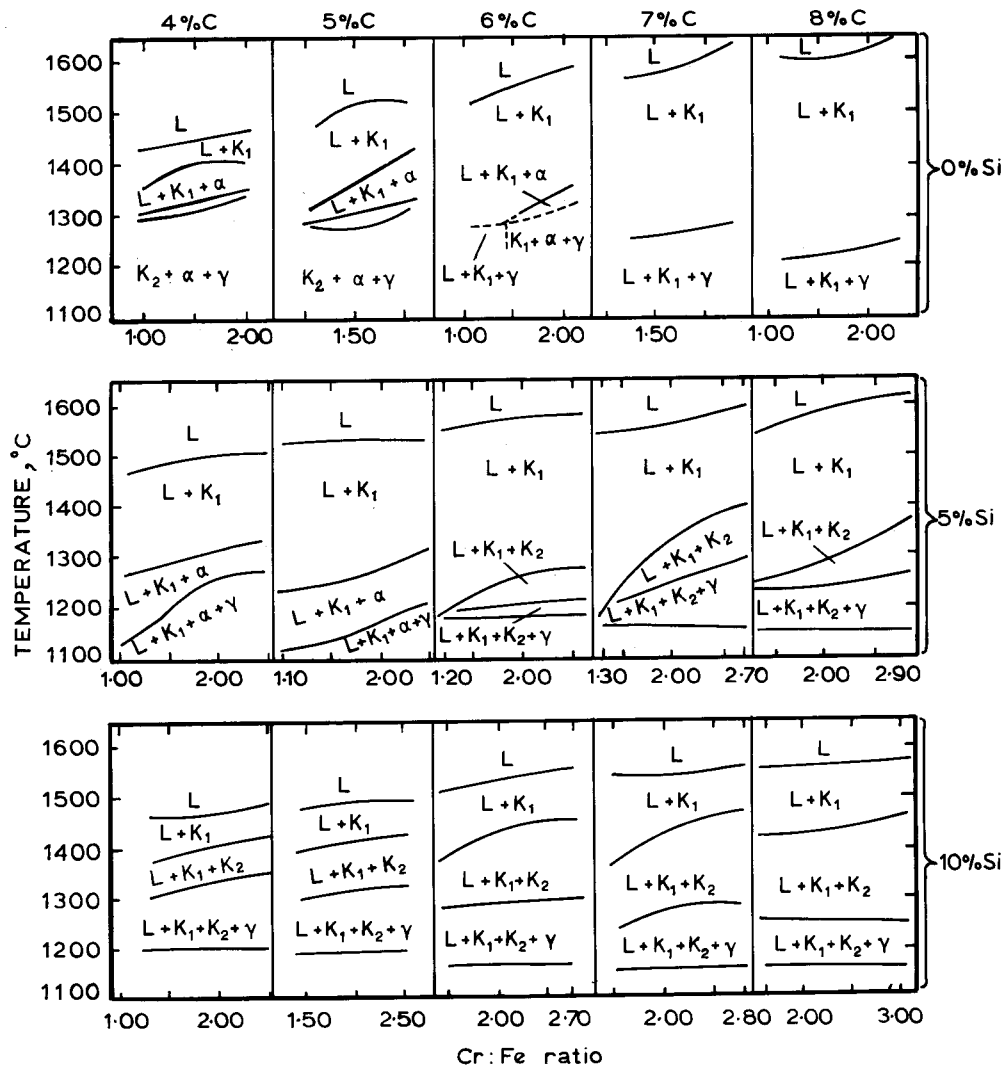 4%C 5%C 6%C 7%C 8%C
1600
1500
1400
1300
1200
1100
L
L + K₁
L + K₁ + α
K₂ + α + γ
L
L + K₁
L + K₁ + α
K₂ + α + γ
L
L + K₁
L + K₁ + α
K₁ + α + γ
L + K₁ + γ
L
L + K₁
L + K₁ + γ
L
L + K₁
L + K₁ + γ
0%Si
1·00 2·00 1·50 1·00 2·00 1·50 1·00 2·00
TEMPERATURE, °C
1600
1500
1400
1300
1200
1100
L
L + K₁
L + K₁ + α
L + K₁ + α + γ
L
L + K₁
L + K₁ + α
L + K₁ + α + γ
L
L + K₁
L + K₁ + K₂
L + K₁ + K₂ + γ
L
L + K₁
L + K₁ + K₂
L + K₁ + K₂ + γ
L
L + K₁
L + K₁ + K₂
L + K₁ + K₂ + γ
5%Si
1·00 2·00 1·10 2·00 1·20 2·00 1·30 2·00 2·70 2·00 2·90
1600
1500
1400
1300
1200
1100
L
L + K₁
L + K₁ + K₂
L + K₁ + K₂ + γ
L
L + K₁
L + K₁ + K₂
L + K₁ + K₂ + γ
L
L + K₁
L + K₁ + K₂
L + K₁ + K₂ + γ
L
L + K₁
L + K₁ + K₂
L + K₁ + K₂ + γ
L
L + K₁
L + K₁ + K₂
L + K₁ + K₂ + γ
10%Si
1·00 2·00 1·50 2·50 2·00 2·70 2·00 2·80 2·00 3·00
Cr:Fe ratio